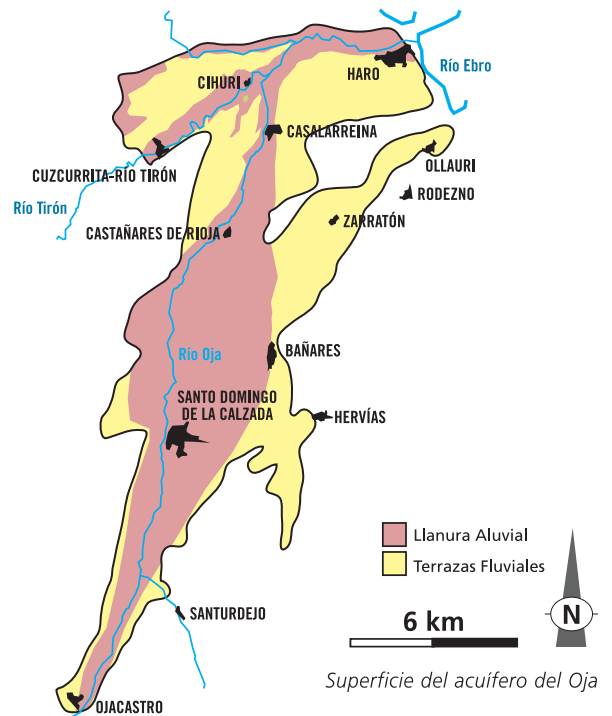 Río Ebro
HARO
CIHURI
CASALARREINA
CUZCURRITA-RÍO TIRÓN
OLLAURI
RODEZNO
Río Tirón
ZARRATÓN
CASTAÑARES DE RIOJA
Río Oja
BAÑARES
SANTO DOMINGO
DE LA CALZADA
HERVÍAS
Llanura Aluvial
Terrazas Fluviales
SANTURDEJO
6 km
N
Superficie del acuífero del Oja
OJACASTRO